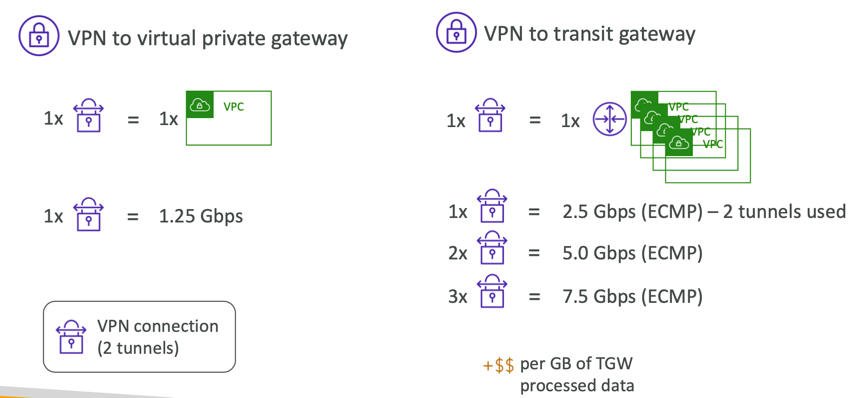 VPN to virtual private gateway
1x = 1x VPC
1x = 1.25 Gbps
VPN connection
(2 tunnels)
VPN to transit gateway
1x = 1x VPC VPC VPC VPC
1x = 2.5 Gbps (ECMP) – 2 tunnels used
2x = 5.0 Gbps (ECMP)
3x = 7.5 Gbps (ECMP)
+$$ per GB of TGW
processed data